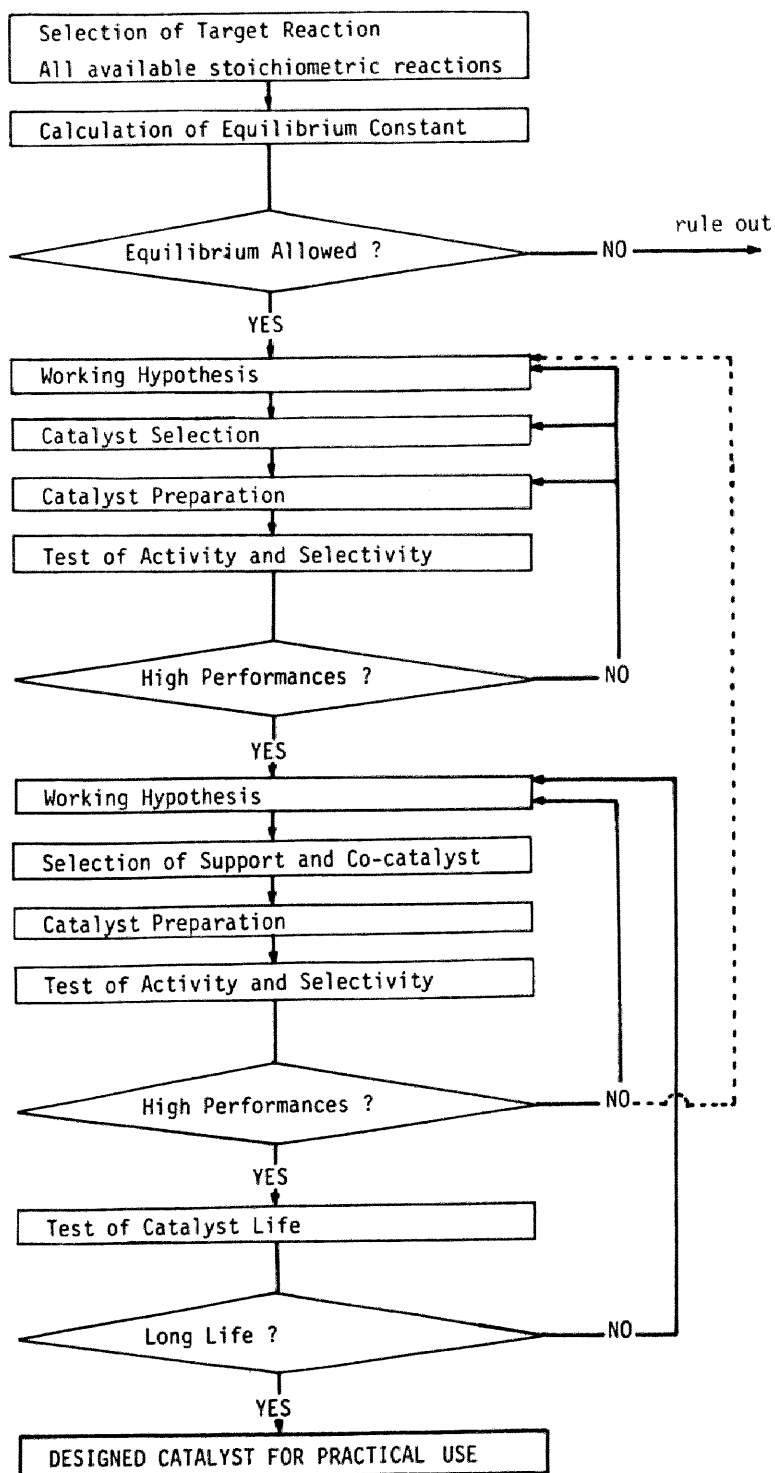 Selection of Target Reaction
All available stoichiometric reactions
Calculation of Equilibrium Constant
Equilibrium Allowed ?
NO
rule out
YES
Working Hypothesis
Catalyst Selection
Catalyst Preparation
Test of Activity and Selectivity
High Performances ?
NO
YES
Working Hypothesis
Selection of Support and Co-catalyst
Catalyst Preparation
Test of Activity and Selectivity
High Performances ?
NO
YES
Test of Catalyst Life
Long Life ?
NO
YES
DESIGNED CATALYST FOR PRACTICAL USE